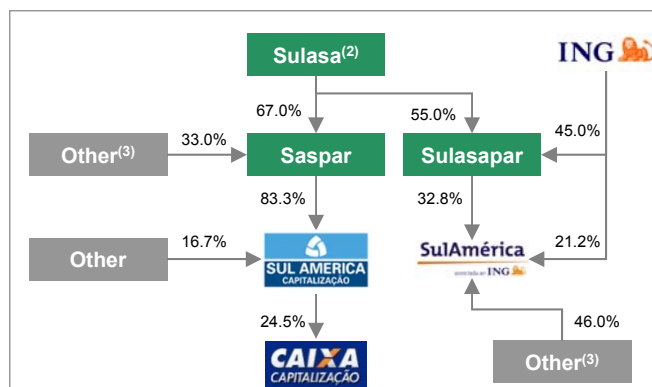 Sulasa(2)
ING
67.0%
55.0%
Other(3)
33.0%
Saspar
Sulasapar
45.0%
83.3%
32.8%
Other
16.7%
SUL AMERICA
CAPITALIZAÇÃO
SulAmérica
associada ao ING
21.2%
24.5%
46.0%
CAIXA
CAPITALIZAÇÃO
Other(3)